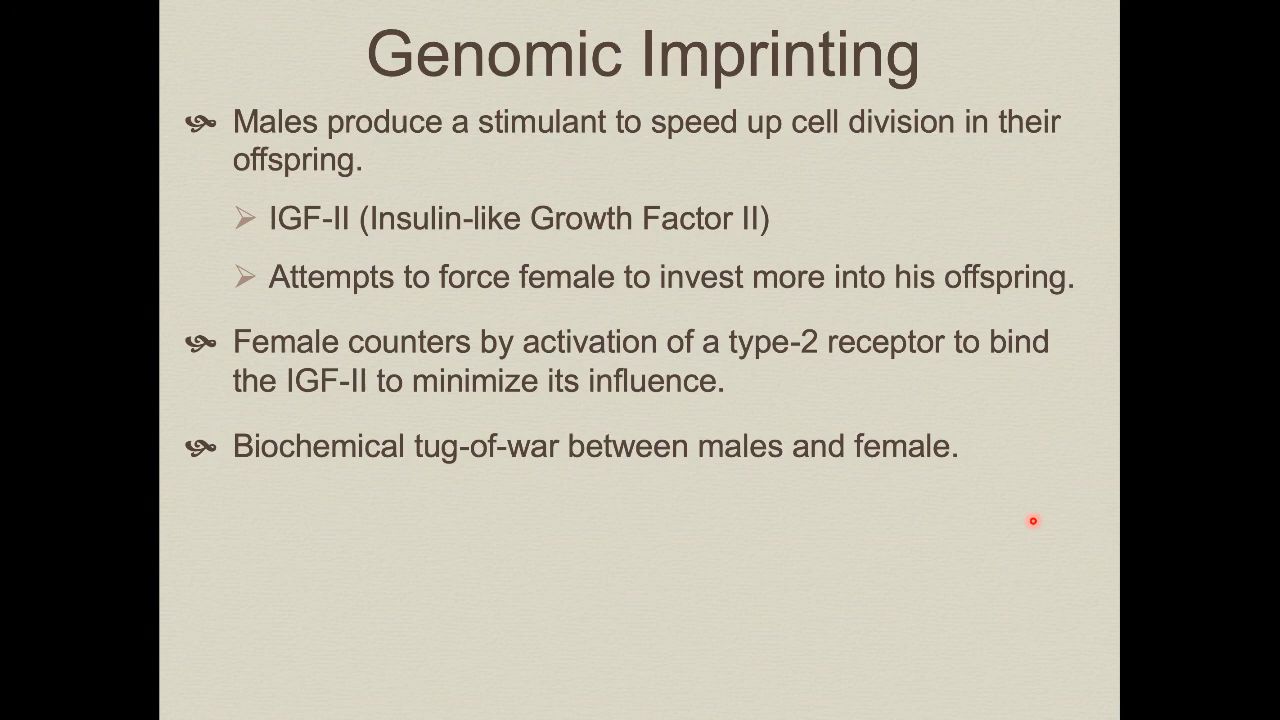 Genomic Imprinting
Males produce a stimulant to speed up cell division in their
offspring.
IGF-II (Insulin-like Growth Factor II)
Attempts to force female to invest more into his offspring.
Female counters by activation of a type-2 receptor to bind
the IGF-II to minimize its influence.
Biochemical tug-of-war between males and female.